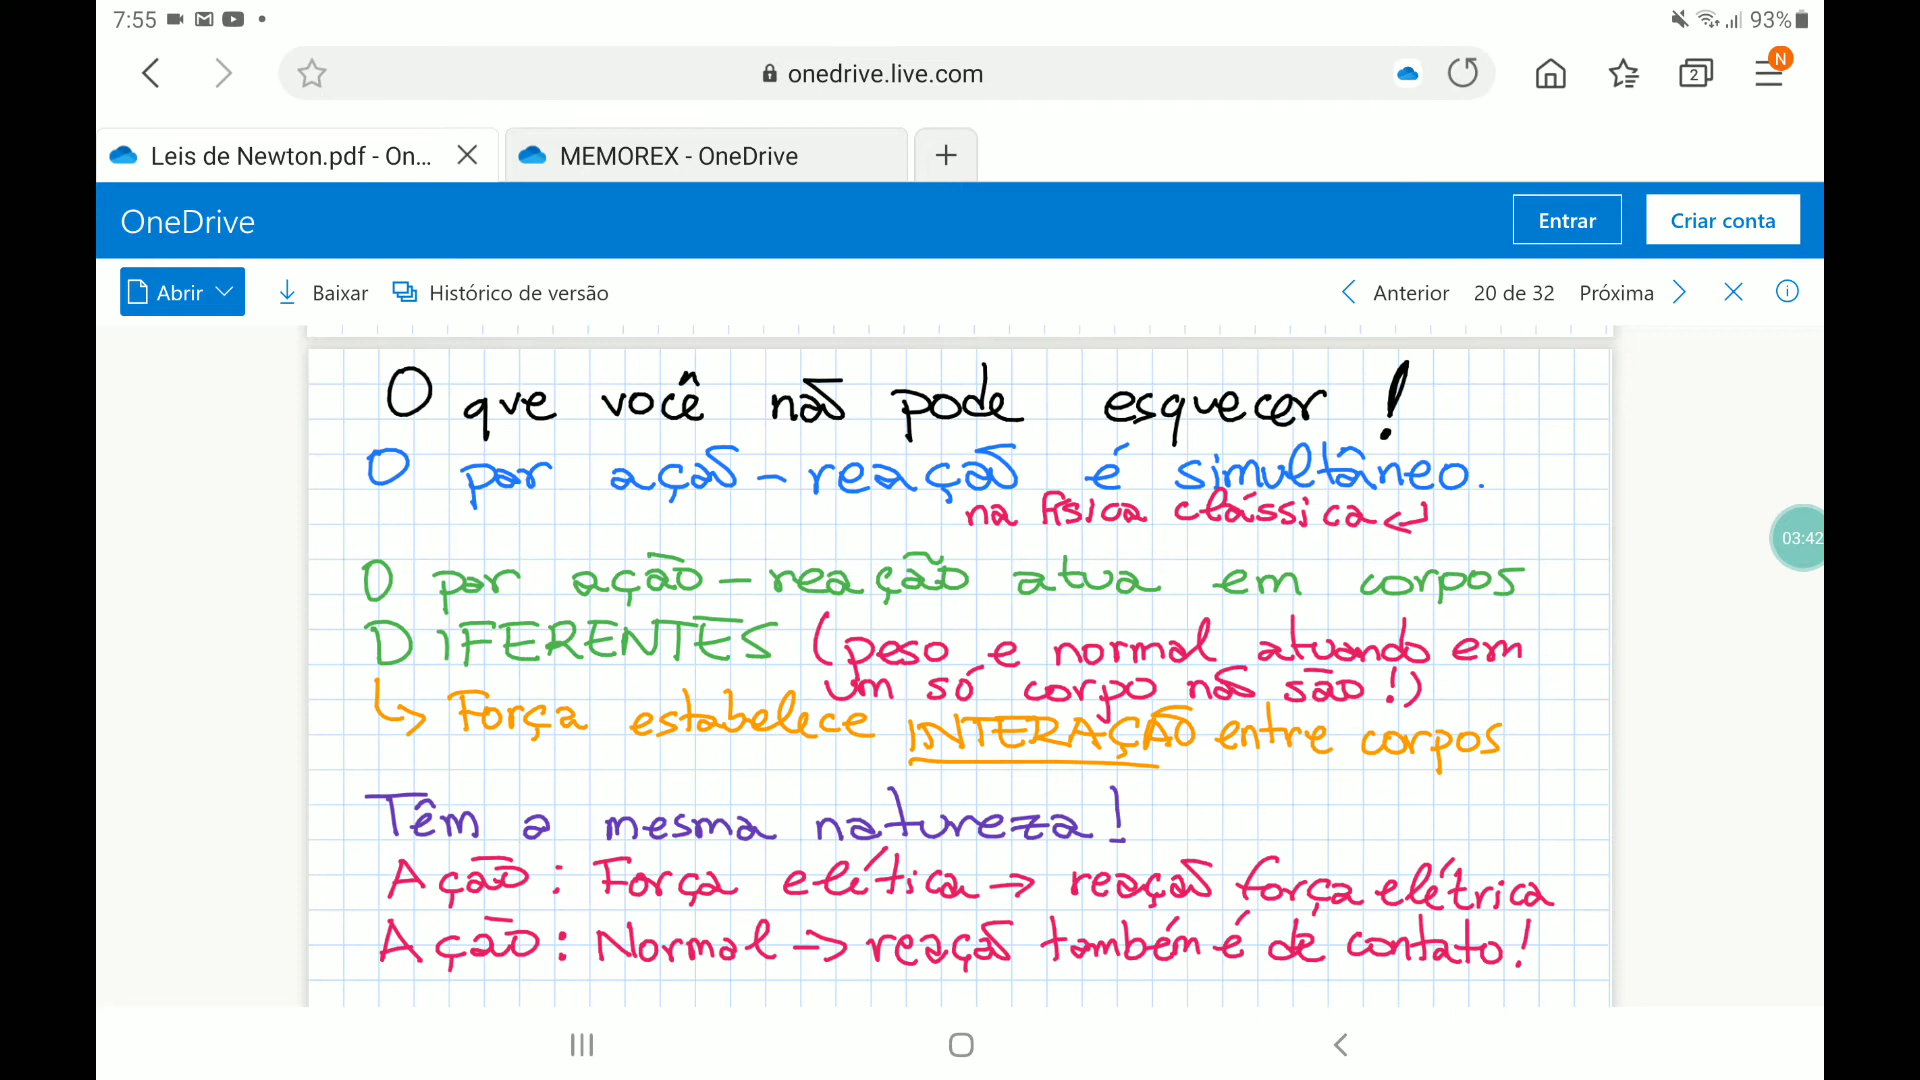 7:55
93%
onedrive.live.com
2
N
Leis de Newton.pdf - On...
MEMOREX - OneDrive
OneDrive
Entrar
Criar conta
Abrir
Baixar
Histórico de versão
Anterior
20 de 32
Próxima
O que você não pode esquecer!
O par ação-reação é simultâneo.
na física clássica
03:42
O par ação-reação atua em corpos
DIFERENTES (peso e normal atuando em
um só corpo não são!)
↳ Força estabelece INTERAÇÃO entre corpos
Têm a mesma natureza!
Ação: Força elética → reação força elétrica
Ação: Normal → reação também é de contato!